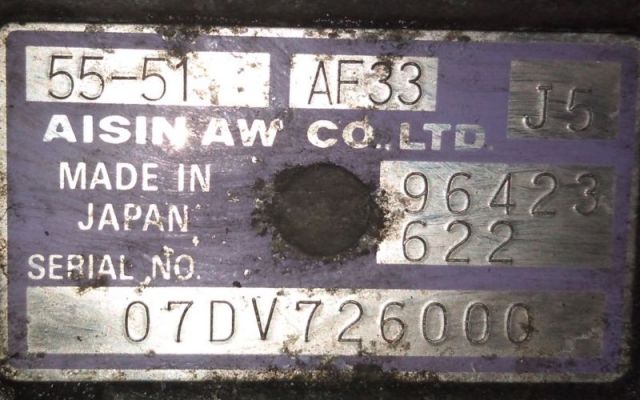 55-51 AF33 J5
AISIN AW CO.,LTD.
MADE IN 96423
JAPAN 622
SERIAL NO.
07DV726000